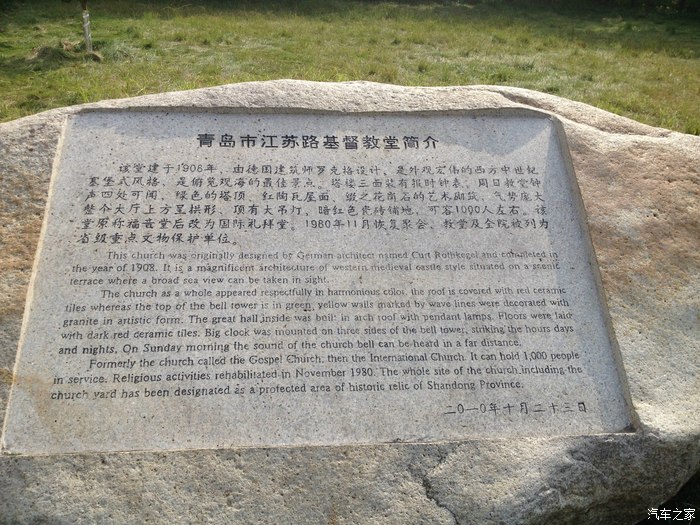 青岛市江苏路基督教堂简介
该堂建于1908年，由德国建筑师罗克格设计、是外观宏伟的西方中世纪
塞堡式风格、是俯览观海的最佳景点。塔楼三面装有报时钟表，周日教堂钟
声四处可闻，绿色的塔顶、红陶瓦屋面、缀之花岗石的艺术砌筑，气势庞大
整个大厅上方呈拱形、顶有大吊灯，暗红色瓷砖铺地，可客1000人左右。该
堂原称福音堂后改为国际礼拜堂。1980年11月恢复聚会、教堂及全院被列为
省级重点文物保护单位。
This church was originally designed by German architect named Curt Rothkegel and completed in
the year of 1908. It is a magnificent architecture of western medieval castle style situated on a scenic
terrace where a broad sea view can be taken in sight.
The church as a whole appeared respectfully in harmonious color, the roof is covered with red ceramic
tiles whereas the top of the bell tower is in green, yellow walls marked by wave lines were decorated with
granite in artistic form. The great hall inside was built in arch roof with pendant lamps. Floors were laid
with dark red ceramic tiles. Big clock was mounted on three sides of the bell tower, striking the hours days
and nights. On Sunday morning the sound of the church bell can be heard in a far distance.
Formerly the church called the Gospel Church, then the International Church. It can hold 1,000 people
in service. Religious activities rehabilitated in November 1980. The whole site of the church including the
church yard has been designated as a protected area of historic relic of Shandong Province.
二〇一〇年十月二十三日
汽车之家